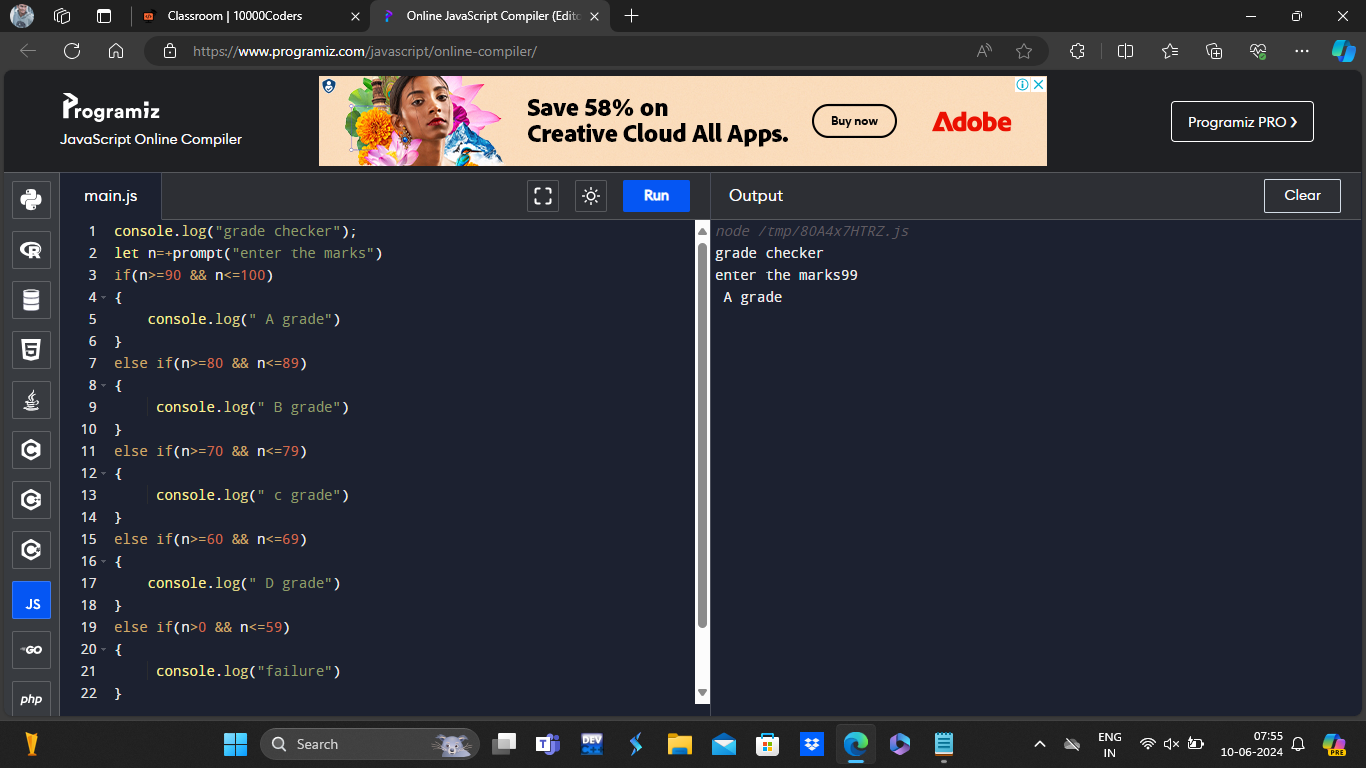 Classroom | 10000Coders
Online JavaScript Compiler (Edito
https://www.programiz.com/javascript/online-compiler/
Programiz
JavaScript Online Compiler
Save 58% on
Creative Cloud All Apps.
Buy now
Adobe
Programiz PRO ❯
main.js
Run
Output
Clear
1 console.log("grade checker");
2 let n=+prompt("enter the marks")
3 if(n>=90 && n<=100)
4 {
5 console.log(" A grade")
6 }
7 else if(n>=80 && n<=89)
8 {
9 console.log(" B grade")
10 }
11 else if(n>=70 && n<=79)
12 {
13 console.log(" c grade")
14 }
15 else if(n>=60 && n<=69)
16 {
17 console.log(" D grade")
18 }
19 else if(n>0 && n<=59)
20 {
21 console.log("failure")
22 }
node /tmp/8OA4x7HTRZ.js
grade checker
enter the marks99
A grade
JS
GO
php
Search
DEV
ENG
IN
07:55
10-06-2024
PRE